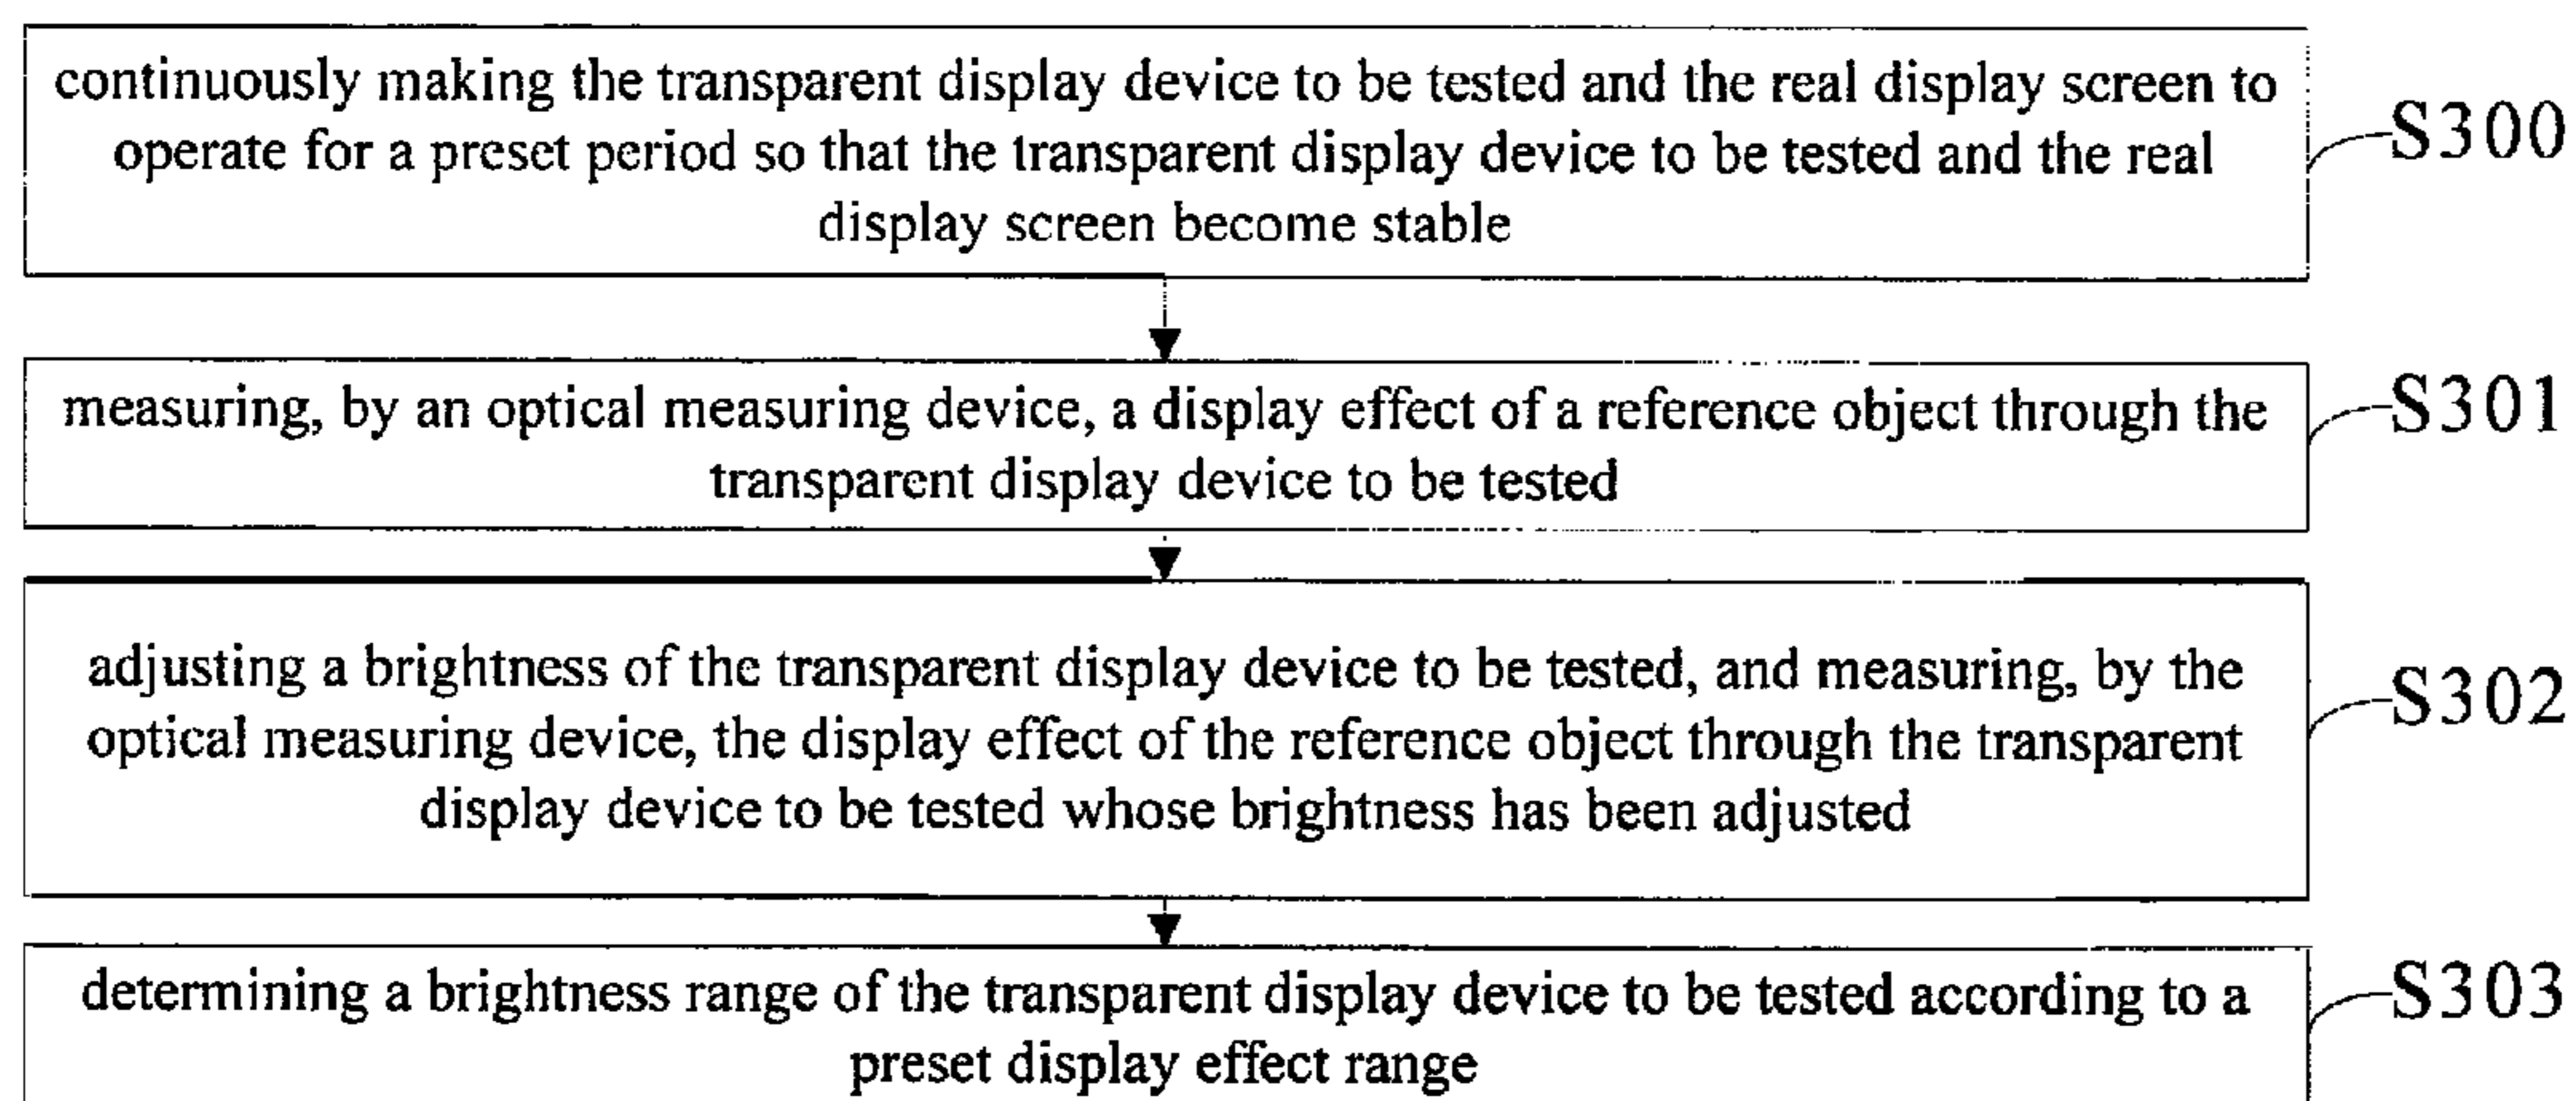 continuously making the transparent display device to be tested and the real display screen to
operate for a preset period so that the transparent display device to be tested and the real
display screen become stable
S300
measuring, by an optical measuring device, a display effect of a reference object through the
transparent display device to be tested
S301
adjusting a brightness of the transparent display device to be tested, and measuring, by the
optical measuring device, the display effect of the reference object through the transparent
display device to be tested whose brightness has been adjusted
S302
determining a brightness range of the transparent display device to be tested according to a
preset display effect range
S303